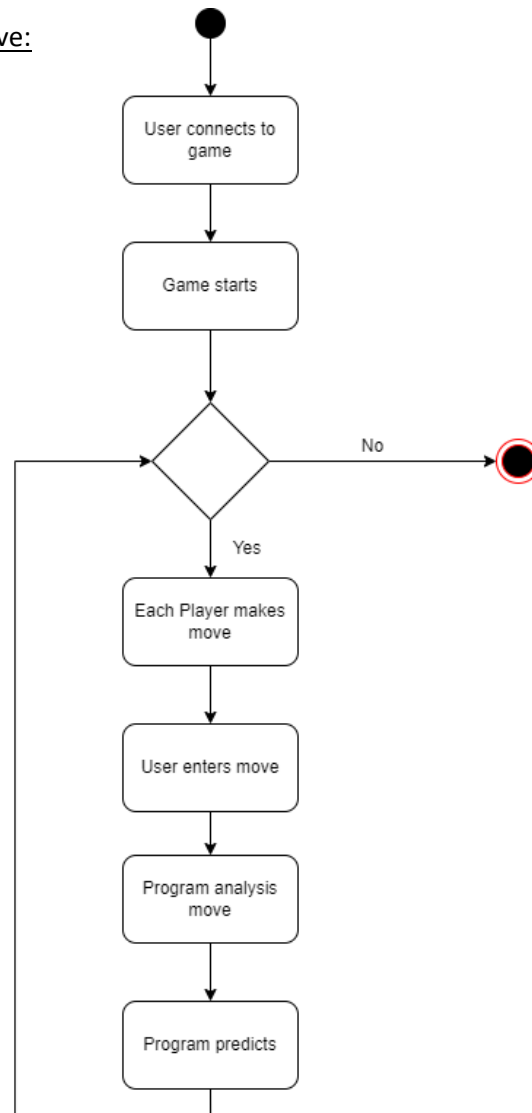 ve:
User connects to
game
Game starts
No
Yes
Each Player makes
move
User enters move
Program analysis
move
Program predicts